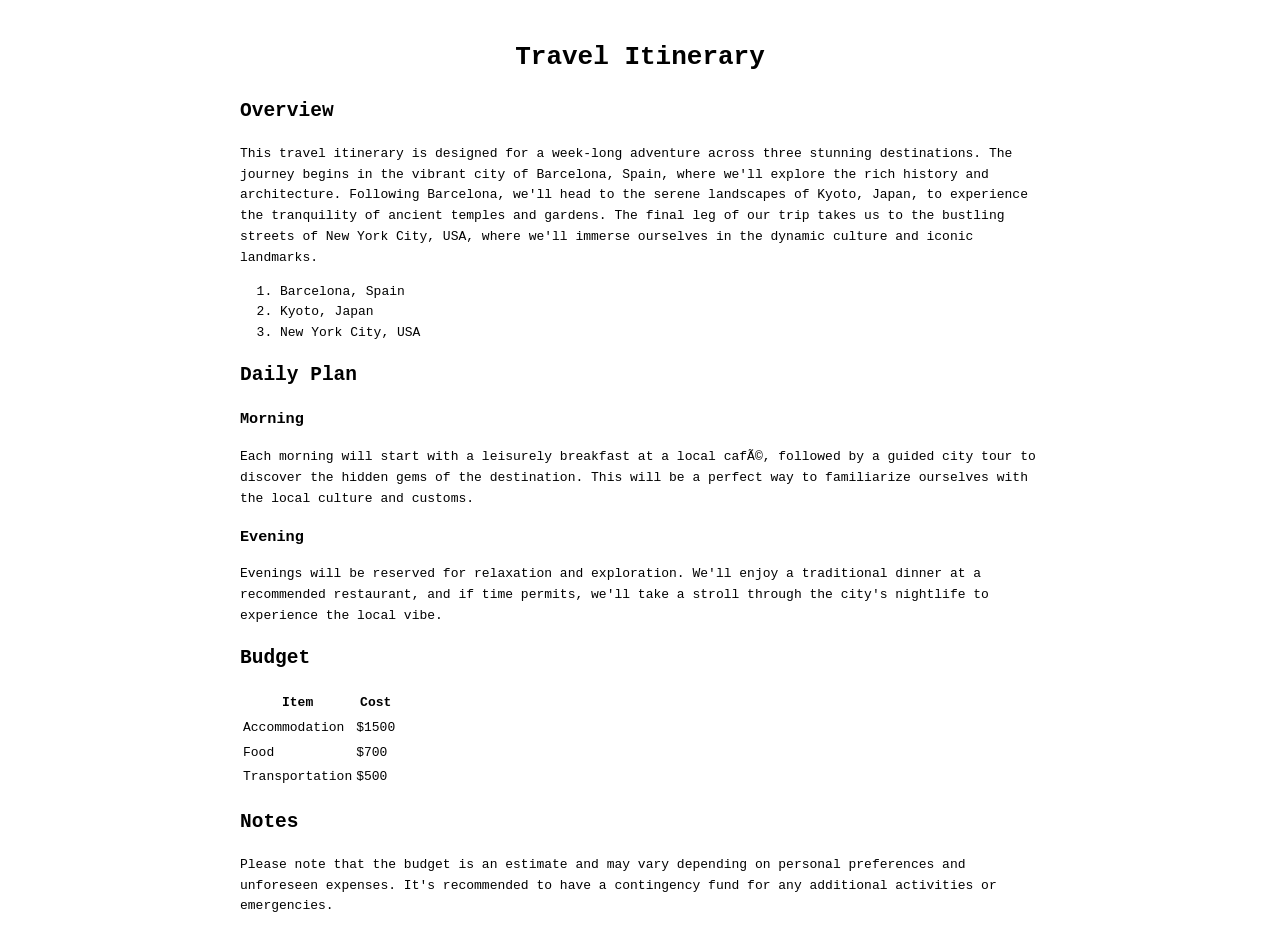 Travel Itinerary
Overview
This travel itinerary is designed for a week-long adventure across three stunning destinations. The
journey begins in the vibrant city of Barcelona, Spain, where we'll explore the rich history and
architecture. Following Barcelona, we'll head to the serene landscapes of Kyoto, Japan, to experience
the tranquility of ancient temples and gardens. The final leg of our trip takes us to the bustling
streets of New York City, USA, where we'll immerse ourselves in the dynamic culture and iconic
landmarks.
1. Barcelona, Spain
2. Kyoto, Japan
3. New York City, USA
Daily Plan
Morning
Each morning will start with a leisurely breakfast at a local cafÃ©, followed by a guided city tour to
discover the hidden gems of the destination. This will be a perfect way to familiarize ourselves with
the local culture and customs.
Evening
Evenings will be reserved for relaxation and exploration. We'll enjoy a traditional dinner at a
recommended restaurant, and if time permits, we'll take a stroll through the city's nightlife to
experience the local vibe.
Budget
Item Cost
Accommodation $1500
Food $700
Transportation $500
Notes
Please note that the budget is an estimate and may vary depending on personal preferences and
unforeseen expenses. It's recommended to have a contingency fund for any additional activities or
emergencies.